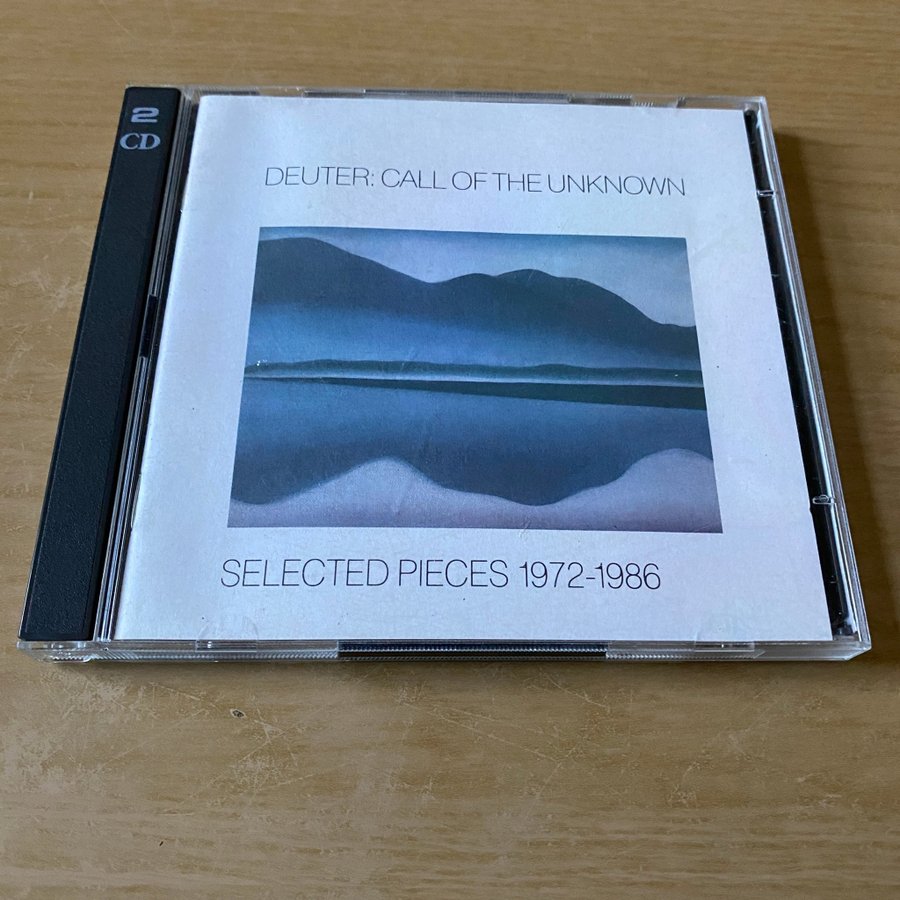 2
CD
DEUTER: CALL OF THE UNKNOWN
SELECTED PIECES 1972-1986